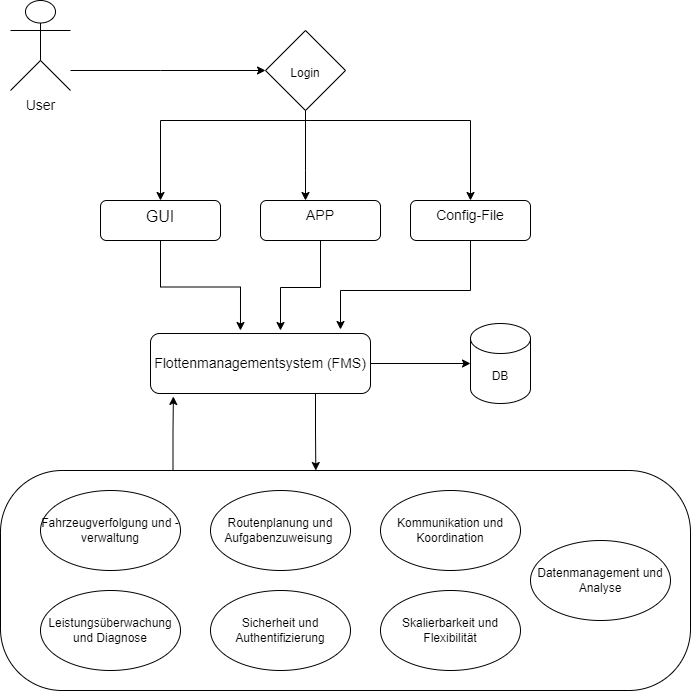 User
Login
GUI
APP
Config-File
Flottenmanagementsystem (FMS)
DB
Fahrzeugverfolgung und -
verwaltung
Routenplanung und
Aufgabenzuweisung
Kommunikation und
Koordination
Datenmanagement und
Analyse
Leistungsüberwachung
und Diagnose
Sicherheit und
Authentifizierung
Skalierbarkeit und
Flexibilität